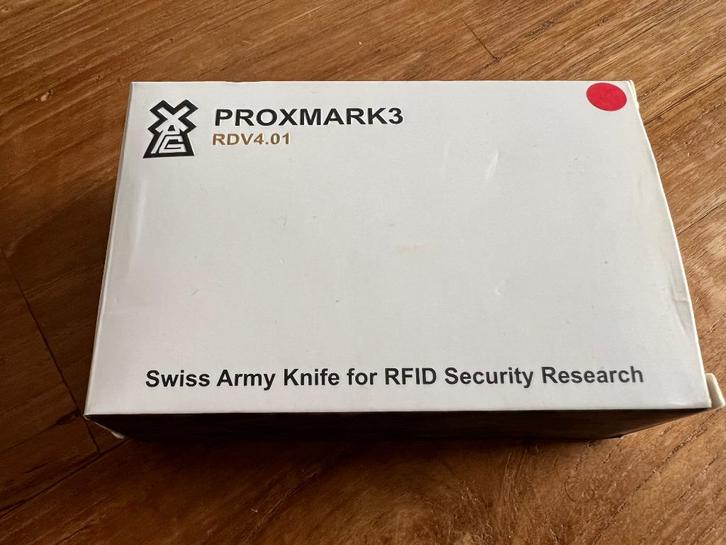 PROXMARK3
RDV4.01
Swiss Army Knife for RFID Security Research